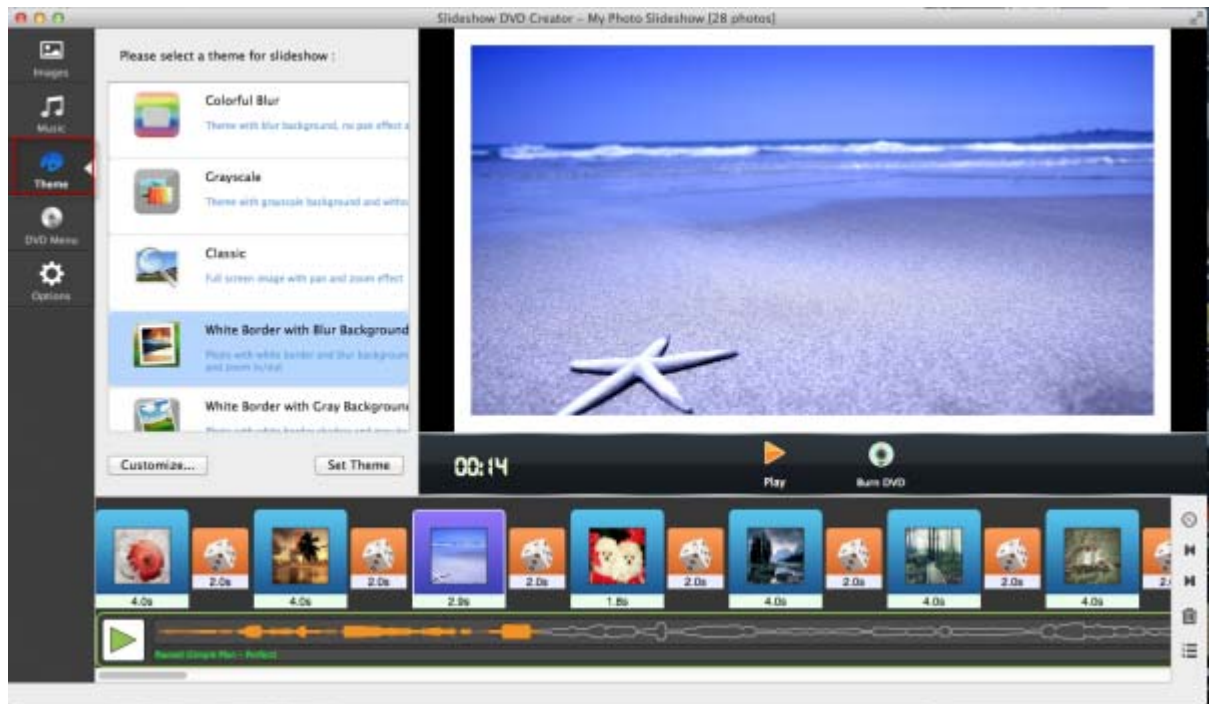 Slideshow DVD Creator – My Photo Slideshow [28 photos]
Images
Music
Theme
DVD Menu
Options
Please select a theme for slideshow :
Colorful Blur
Theme with blur background, no pan effect a
Grayscale
Theme with grayscale background and witho
Classic
Full screen image with pan and zoom effect
White Border with Blur Background
Photo with white border and blur background
and zoom in/out
White Border with Gray Background
Customize...
Set Theme
00:14
Play
Burn DVD
2.0s
2.0s
2.0s
2.0s
2.0s
2.0s
4.0s
4.0s
1.8s
4.0s
4.0s
4.0s
Simple Plan - Perfect